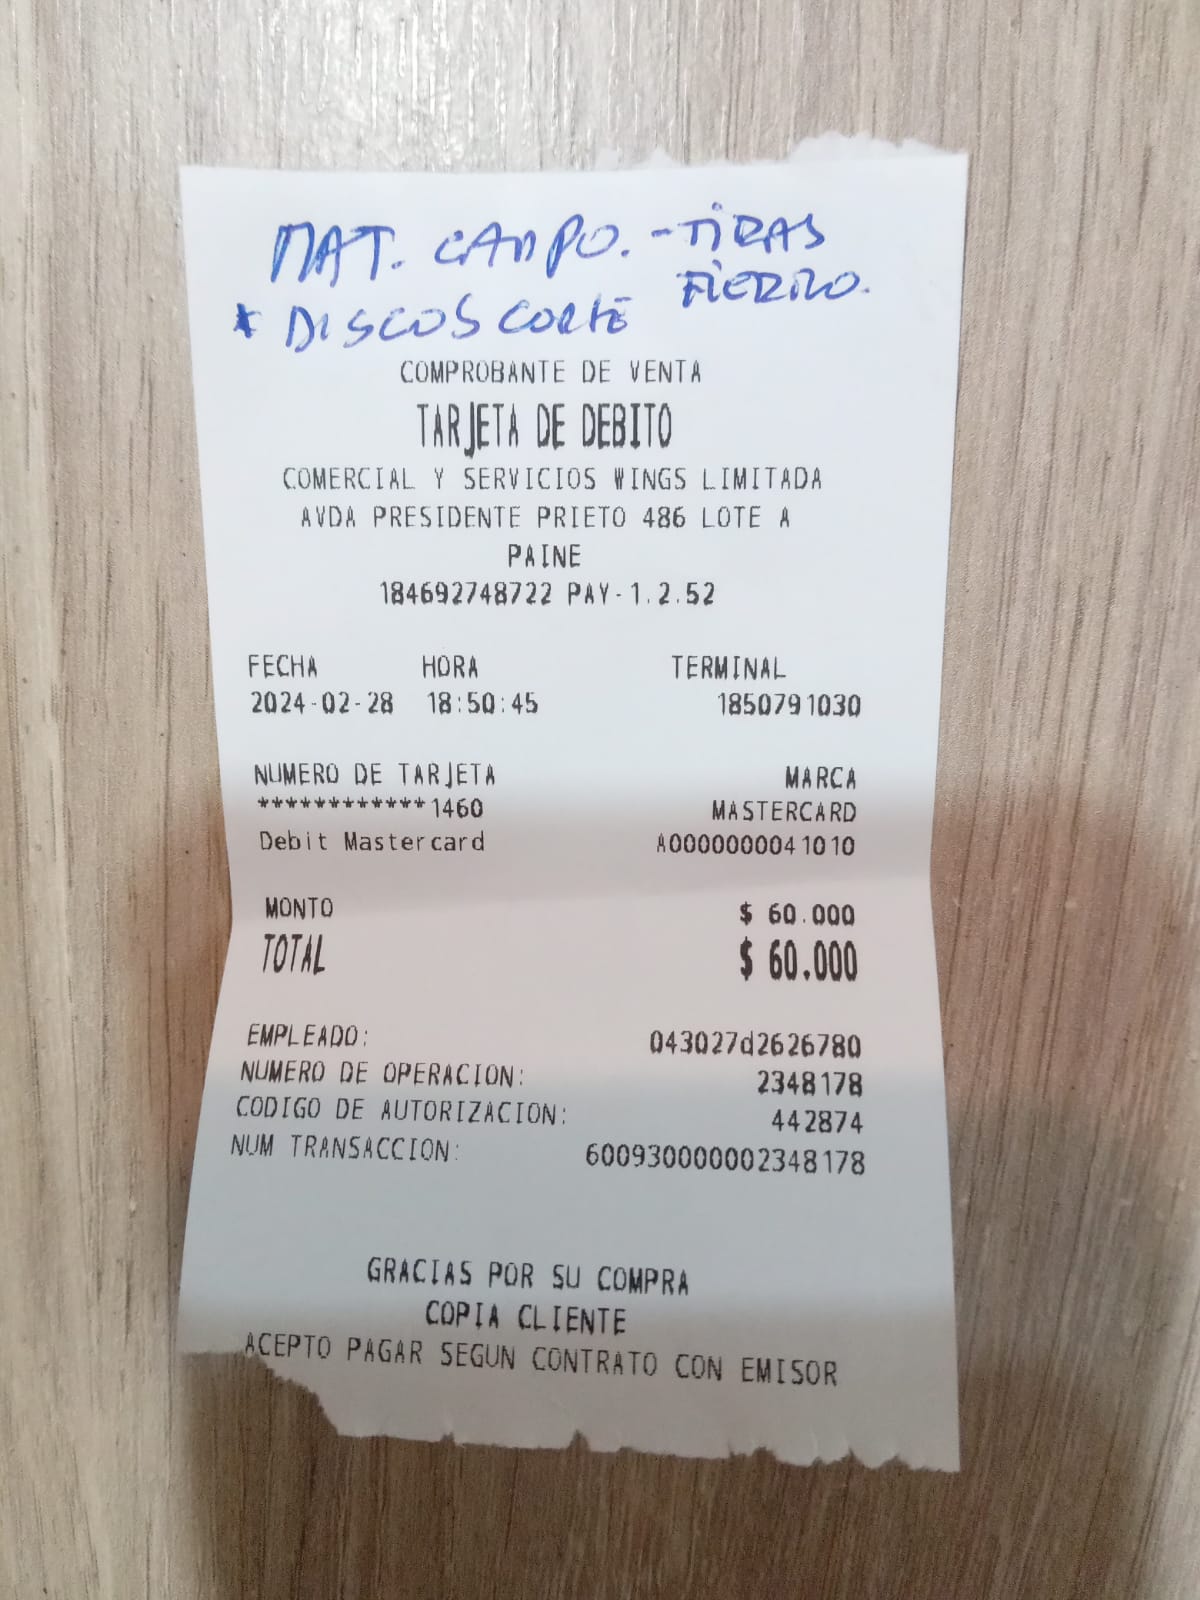 MAT. CAMPO. - TIRAS
FIERRO.
* DISCOS CORTE
COMPROBANTE DE VENTA
TARJETA DE DEBITO
COMERCIAL Y SERVICIOS WINGS LIMITADA
AVDA PRESIDENTE PRIETO 486 LOTE A
PAINE
184692748722 PAY-1.2.52
FECHA HORA TERMINAL
2024-02-28 18:50:45 1850791030
NUMERO DE TARJETA MARCA
************1460 MASTERCARD
Debit Mastercard A0000000041010
MONTO $ 60.000
TOTAL $ 60.000
EMPLEADO: 043027d2626780
NUMERO DE OPERACION: 2348178
CODIGO DE AUTORIZACION: 442874
NUM TRANSACCION: 600930000002348178
GRACIAS POR SU COMPRA
COPIA CLIENTE
ACEPTO PAGAR SEGUN CONTRATO CON EMISOR